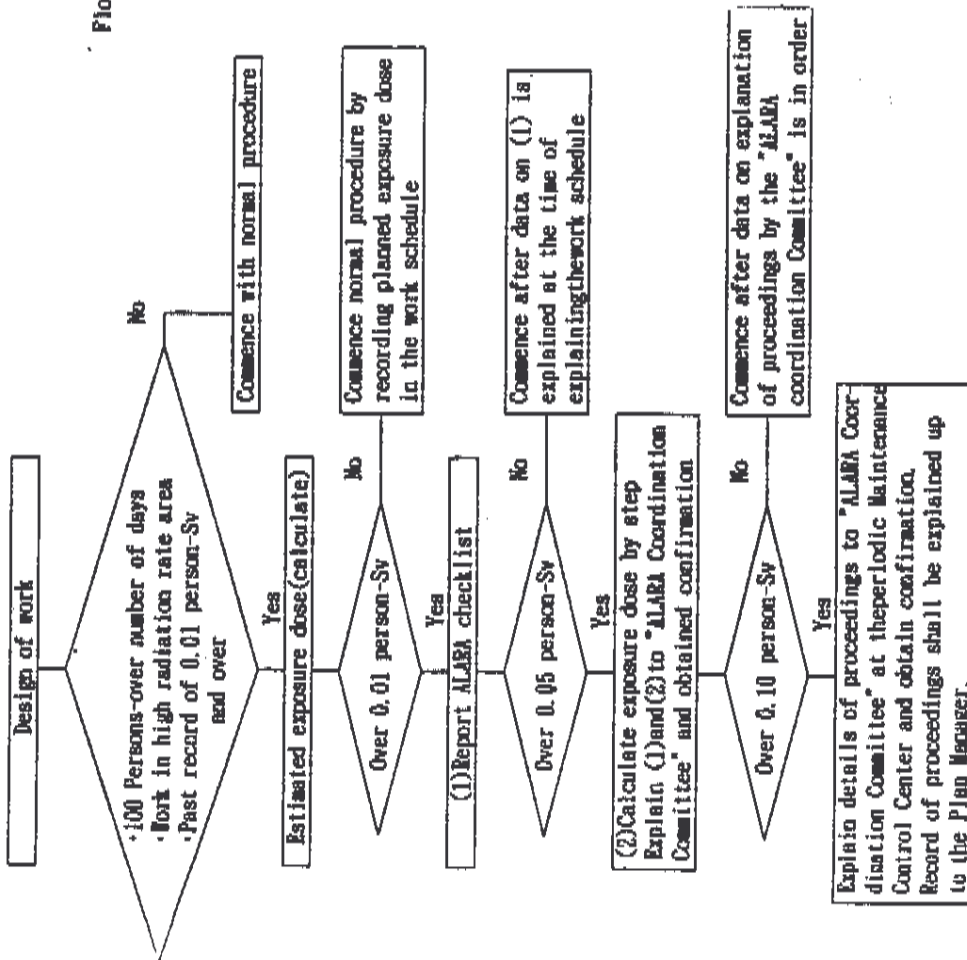 Flo
Design of work
·100 Persons-over number of days
·Work in high radiation rate area
·Past record of 0.01 person-Sv
and over
No
Commence with normal procedure
Yes
Estimated exposure dose(calculate)
Over 0.01 person-Sv
No
Commence normal procedure by
recording planned exposure dose
in the work schedule
Yes
(1)Report ALARA checklist
Over 0.05 person-Sv
No
Commence after data on (1) is
explained at the time of
explainingthework schedule
Yes
(2)Calculate exposure dose by step
Explain (1)and(2)to "ALARA Coordination
Committee" and obtained confirmation
Over 0.10 person-Sv
No
Commence after data on explanation
of proceedings by the "ALARA
coordination Committee" is in order
Yes
Explain details of proceedings to "ALARA Coor-
dination Committee" at theperiodic Maintenance
Control Center and obtain confirmation.
Record of proceedings shall be explained up
to the Plan Manager.